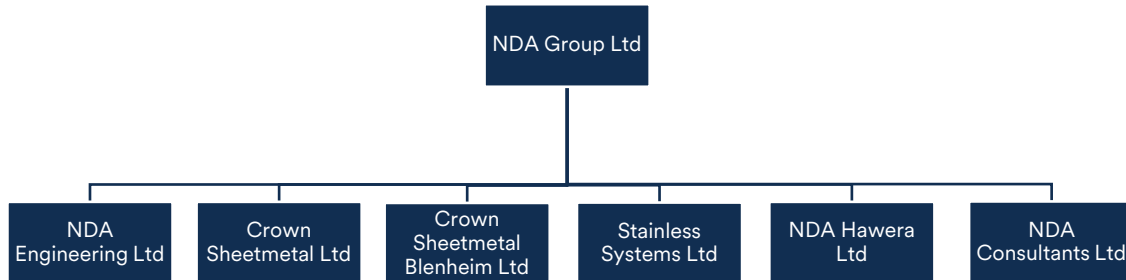 NDA Group Ltd
NDA
Engineering Ltd
Crown
Sheetmetal Ltd
Crown
Sheetmetal
Blenheim Ltd
Stainless
Systems Ltd
NDA Hawera
Ltd
NDA
Consultants Ltd